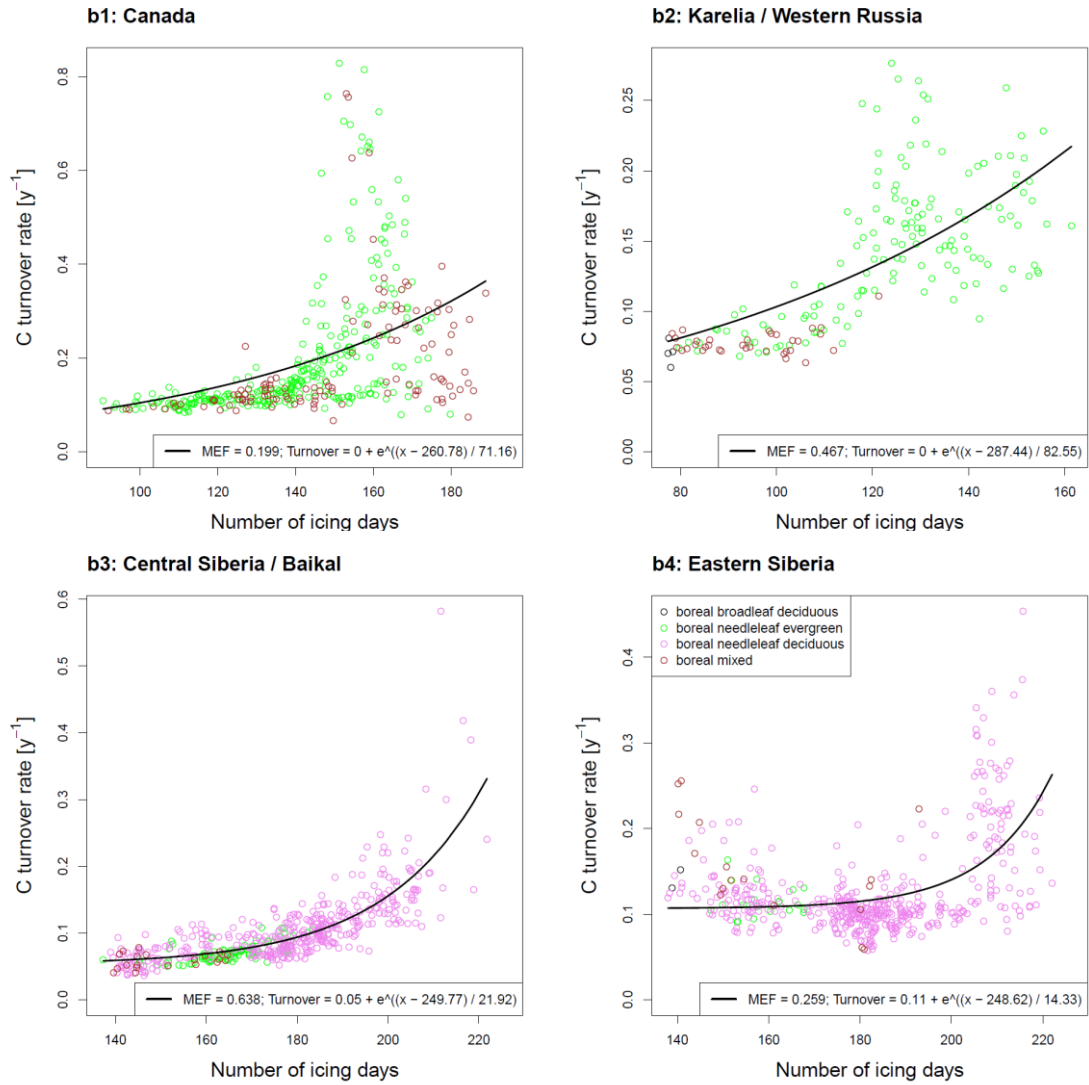 b1: Canada
C turnover rate [y⁻¹]
0.8
0.6
0.4
0.2
0.0
MEF = 0.199; Turnover = 0 + e^((x − 260.78) / 71.16)
100 120 140 160 180
Number of icing days
b2: Karelia / Western Russia
C turnover rate [y⁻¹]
0.25
0.20
0.15
0.10
0.05
0.00
MEF = 0.467; Turnover = 0 + e^((x − 287.44) / 82.55)
80 100 120 140 160
Number of icing days
b3: Central Siberia / Baikal
C turnover rate [y⁻¹]
0.6
0.5
0.4
0.3
0.2
0.1
0.0
MEF = 0.638; Turnover = 0.05 + e^((x − 249.77) / 21.92)
140 160 180 200 220
Number of icing days
b4: Eastern Siberia
boreal broadleaf deciduous
boreal needleleaf evergreen
boreal needleleaf deciduous
boreal mixed
C turnover rate [y⁻¹]
0.4
0.3
0.2
0.1
0.0
MEF = 0.259; Turnover = 0.11 + e^((x − 248.62) / 14.33)
140 160 180 200 220
Number of icing days